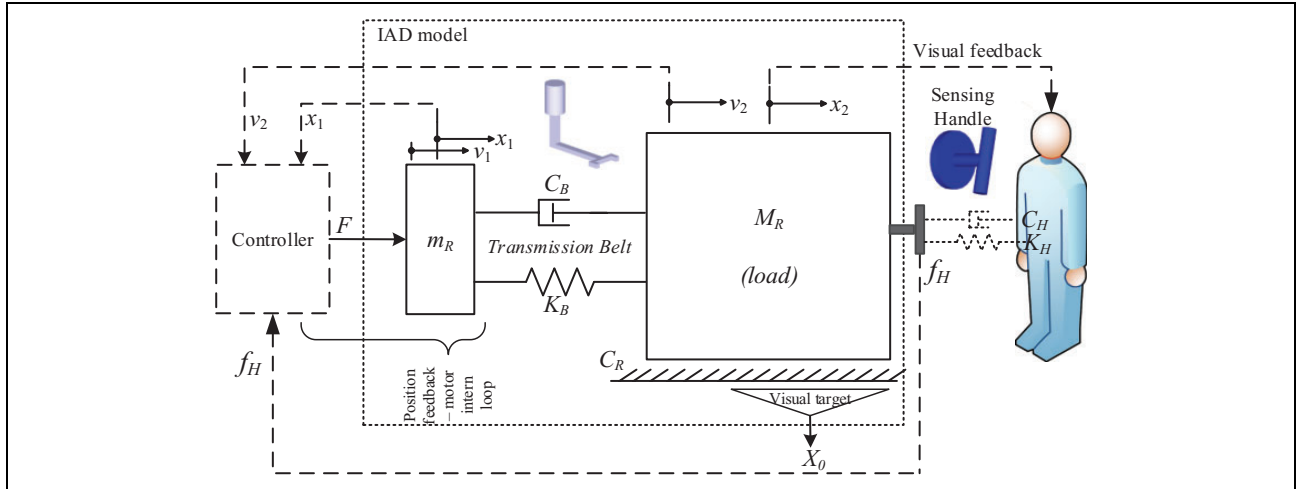 IAD model
Visual feedback
v2
x2
Sensing
Handle
v2
x1
x1
v1
CB
Controller
F
mR
Transmission Belt
KB
MR
(load)
CH
KH
fH
fH
CR
Position
feedback
– motor
intern
loop
Visual target
X0